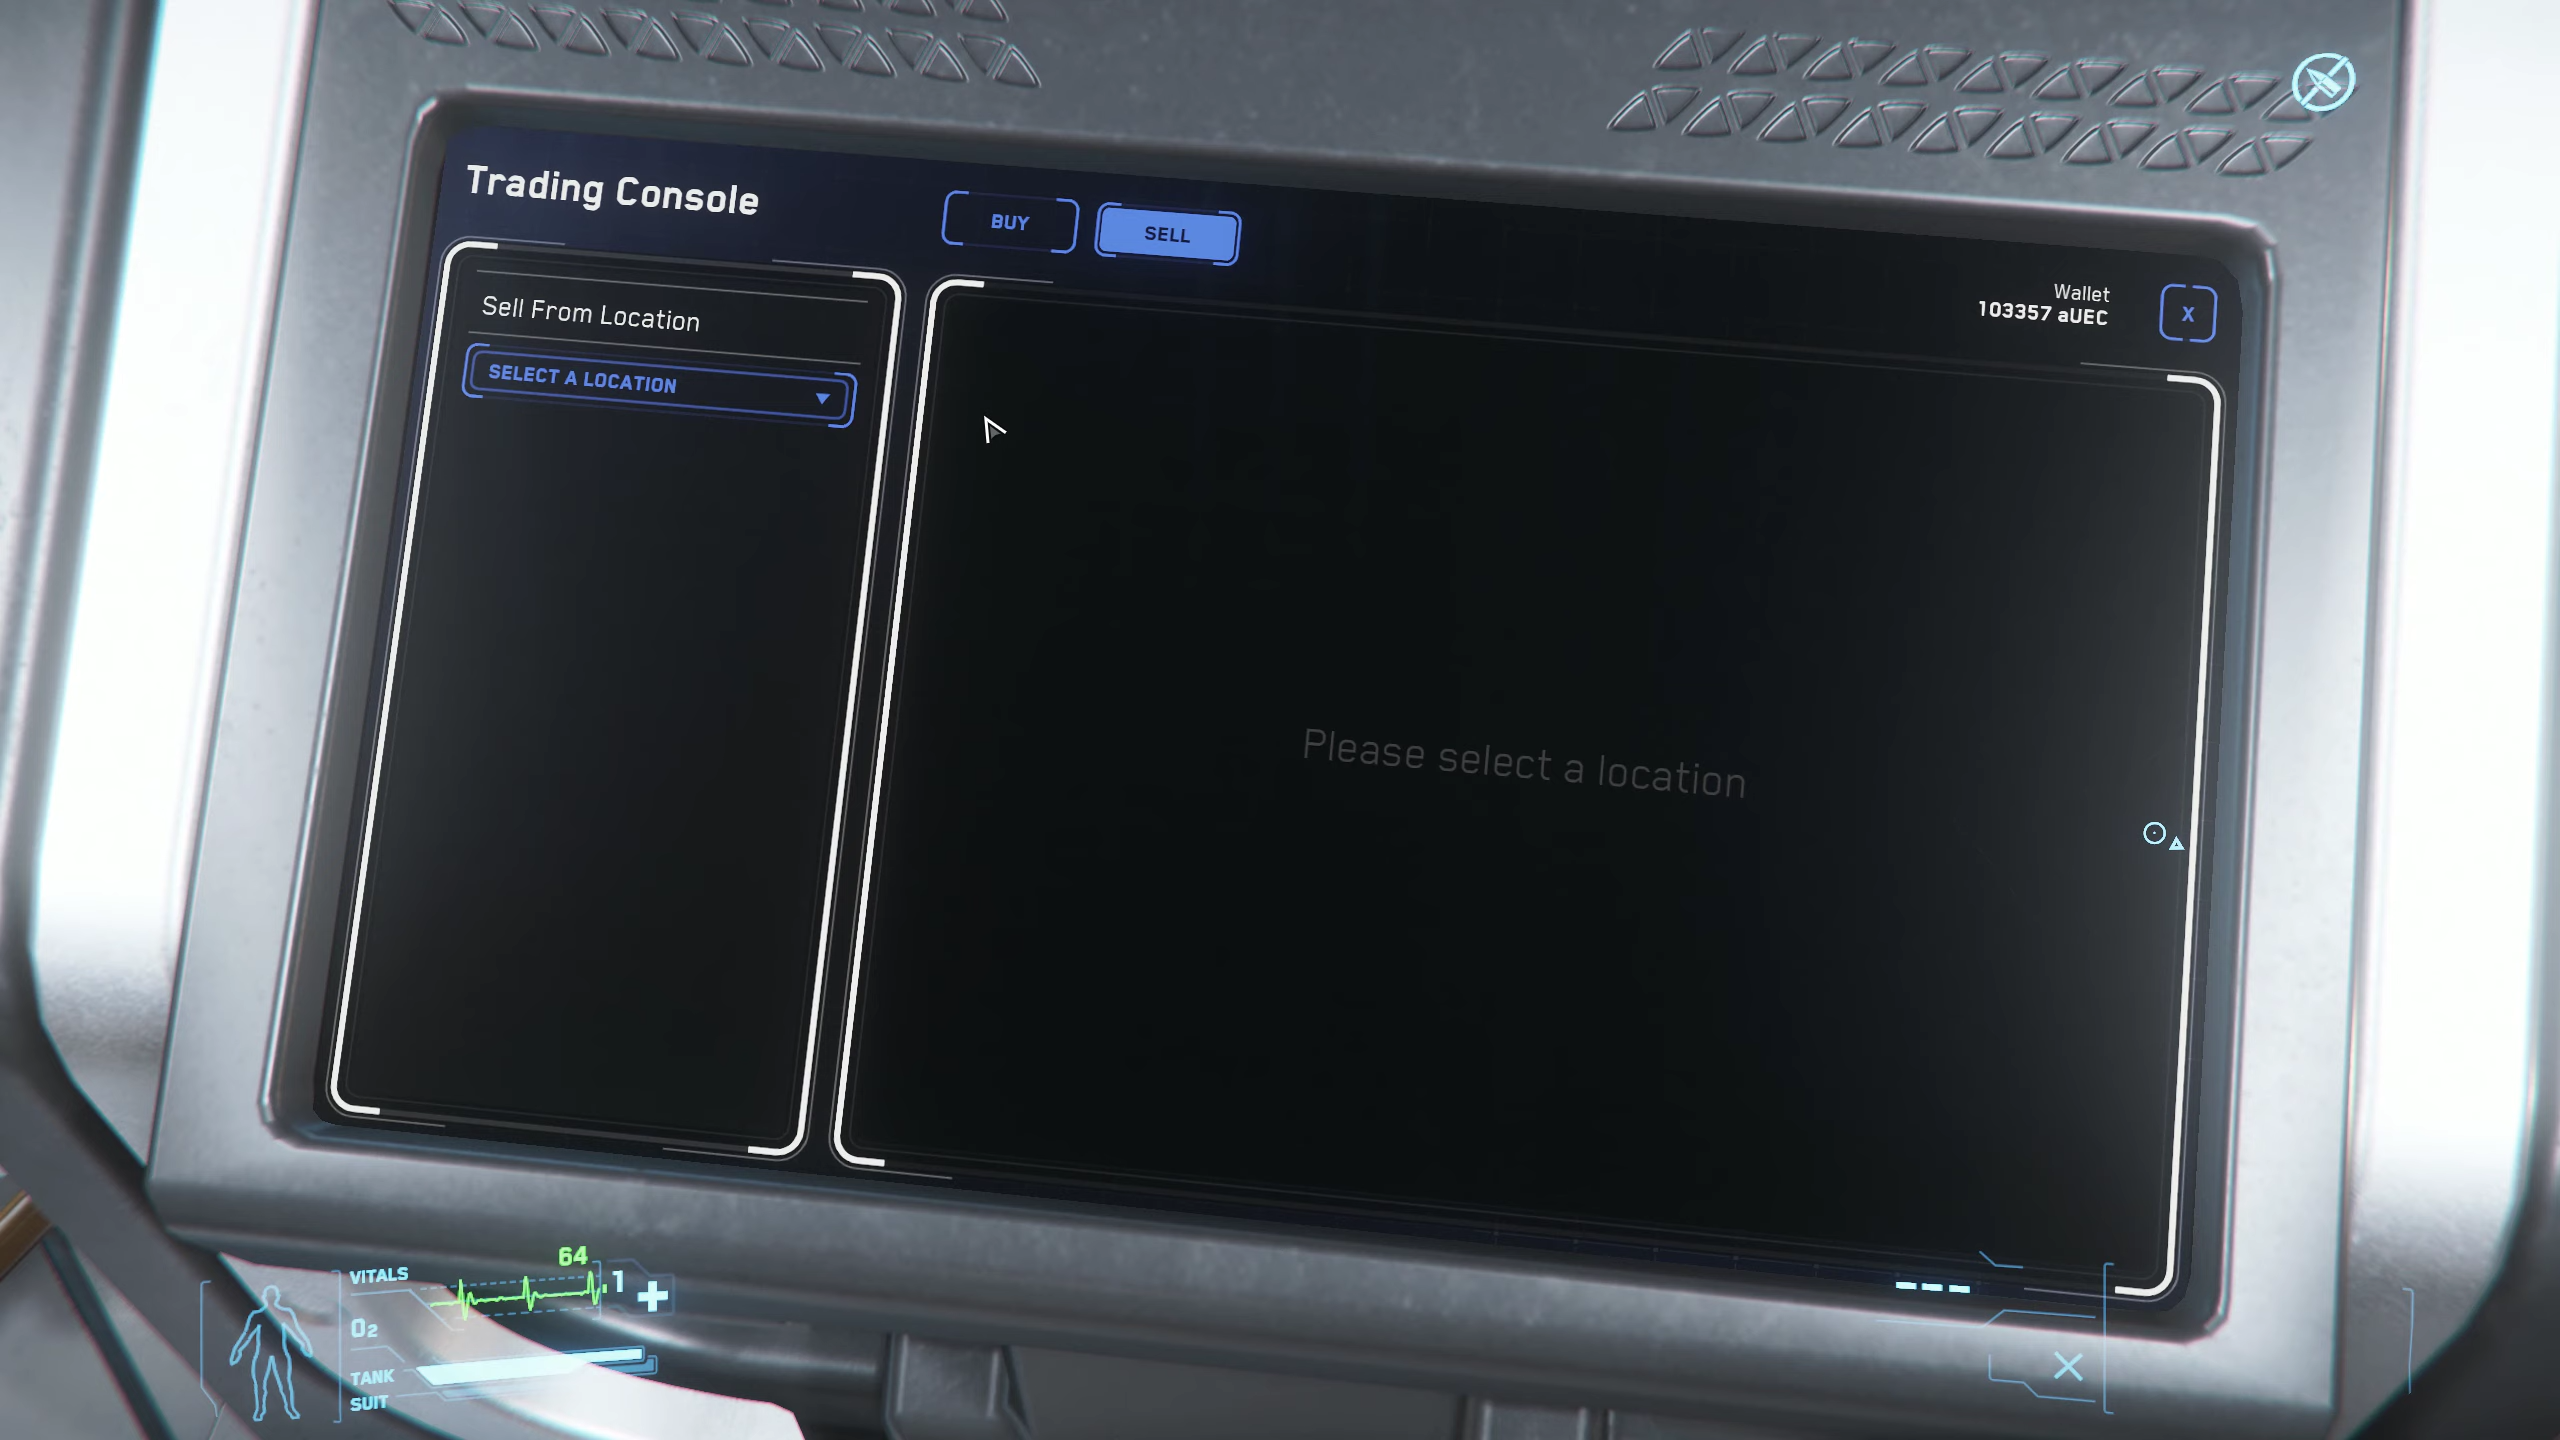 Trading Console
BUY
SELL
Wallet
103357 aUEC
X
Sell From Location
SELECT A LOCATION
Please select a location
64
VITALS
1
O2
TANK
SUIT